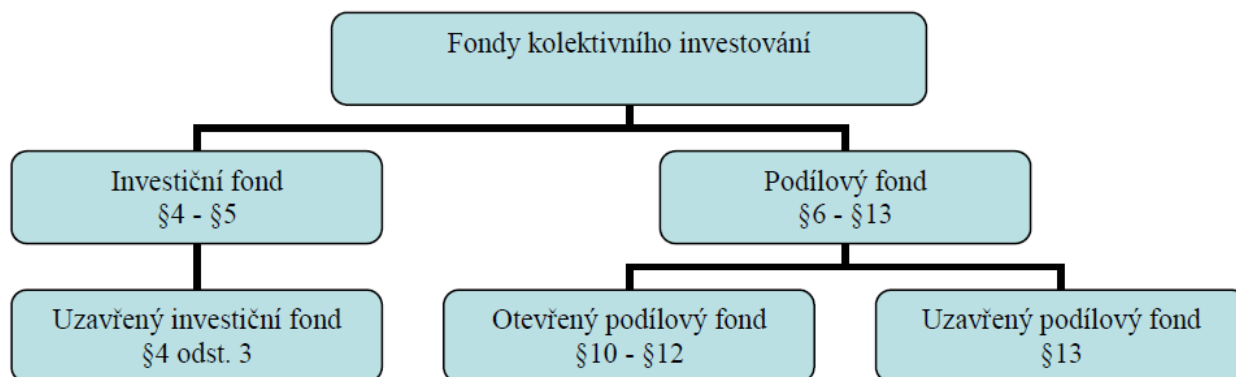 Fondy kolektivního investování
Investiční fond
§4 - §5
Podílový fond
§6 - §13
Uzavřený investiční fond
§4 odst. 3
Otevřený podílový fond
§10 - §12
Uzavřený podílový fond
§13